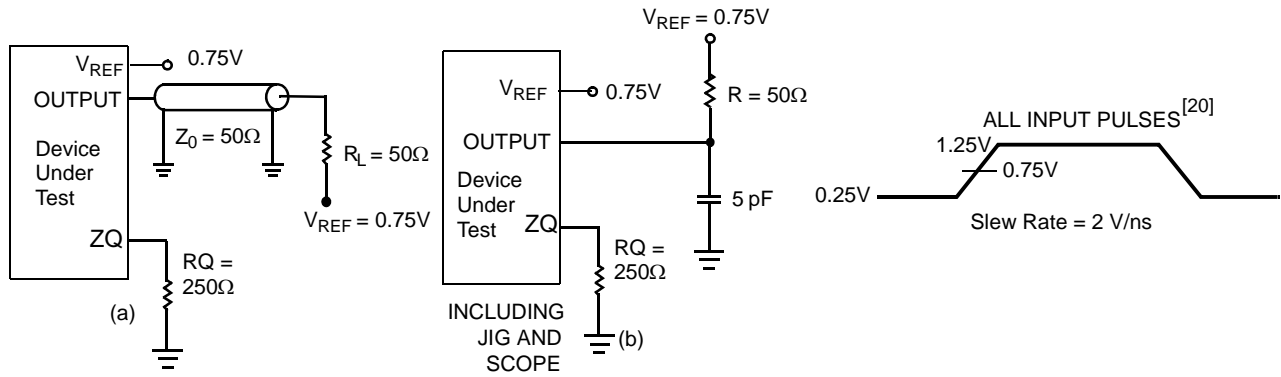 V_REF
0.75V
OUTPUT
Z_0 = 50Ω
Device
Under
Test
R_L = 50Ω
V_REF = 0.75V
ZQ
RQ =
250Ω
(a)
V_REF = 0.75V
V_REF
0.75V
R = 50Ω
OUTPUT
Device
Under
Test
5 pF
ZQ
RQ =
250Ω
INCLUDING
JIG AND
SCOPE
(b)
ALL INPUT PULSES[20]
1.25V
0.75V
0.25V
Slew Rate = 2 V/ns